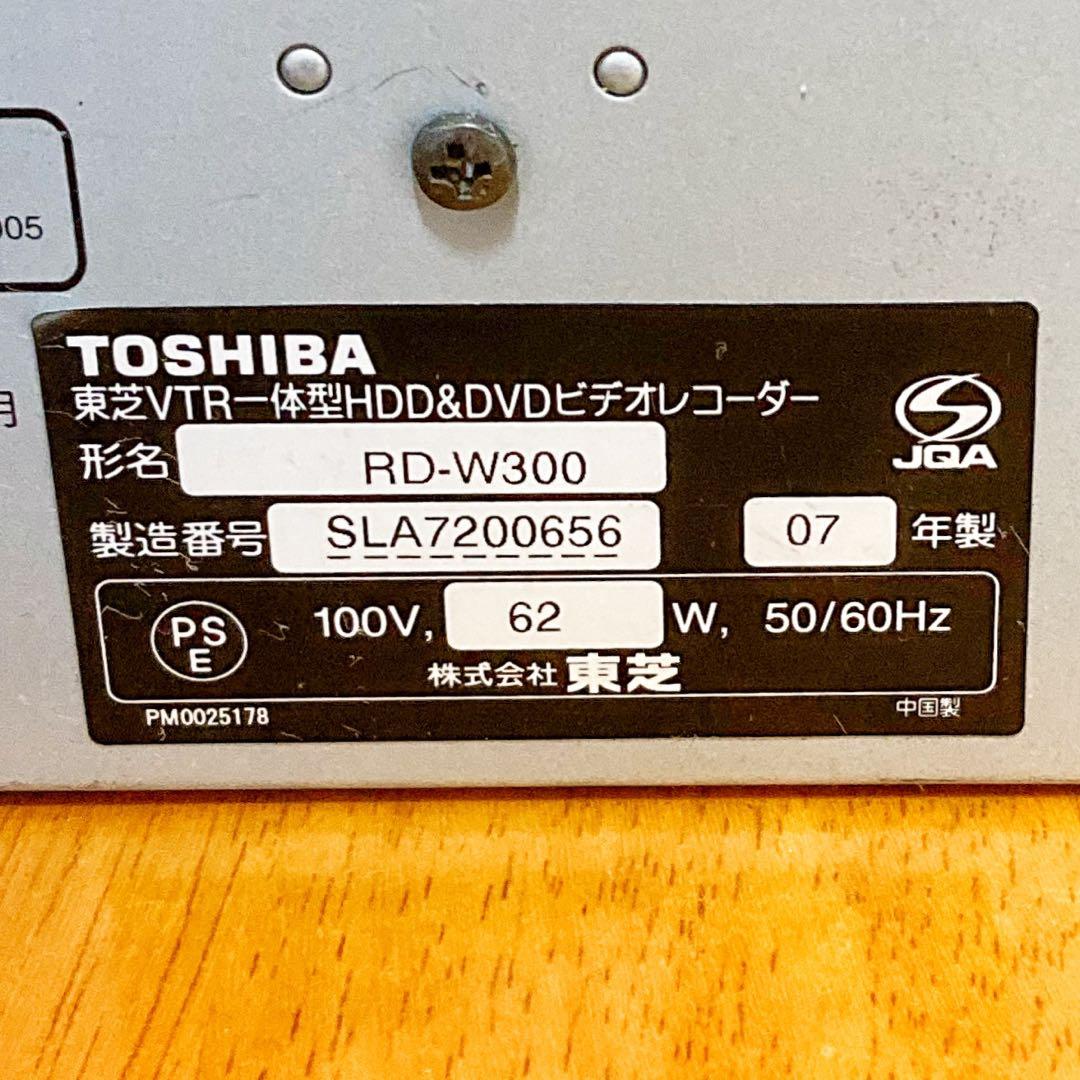 005
月
TOSHIBA
東芝VTR一体型HDD&DVDビデオレコーダー
JQA
形名 RD-W300
製造番号 SLA7200656 07 年製
PSE 100V, 62 W, 50/60Hz
株式会社 東芝
PM0025178 中国製